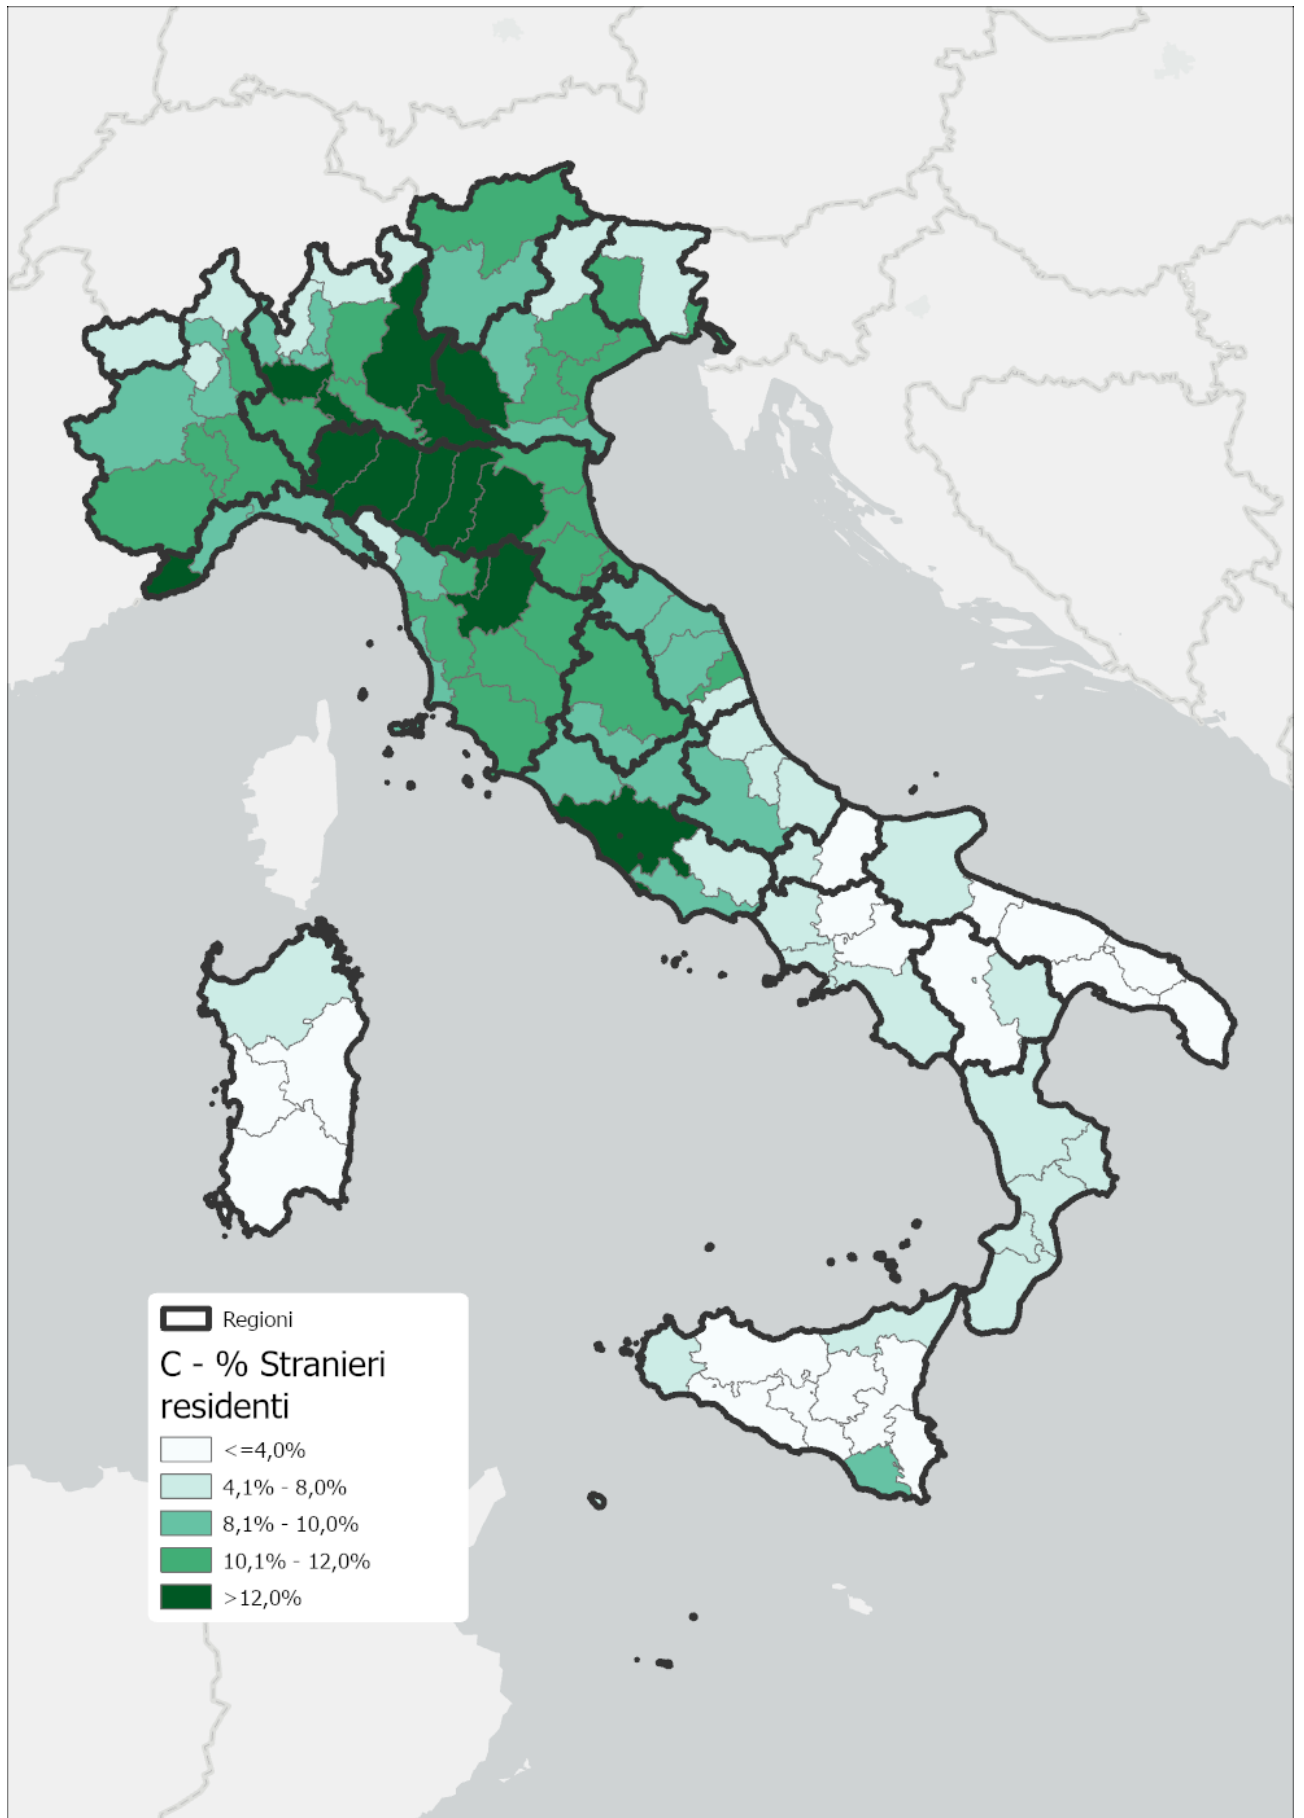 Regioni
C - % Stranieri
residenti
<=4,0%
4,1% - 8,0%
8,1% - 10,0%
10,1% - 12,0%
>12,0%